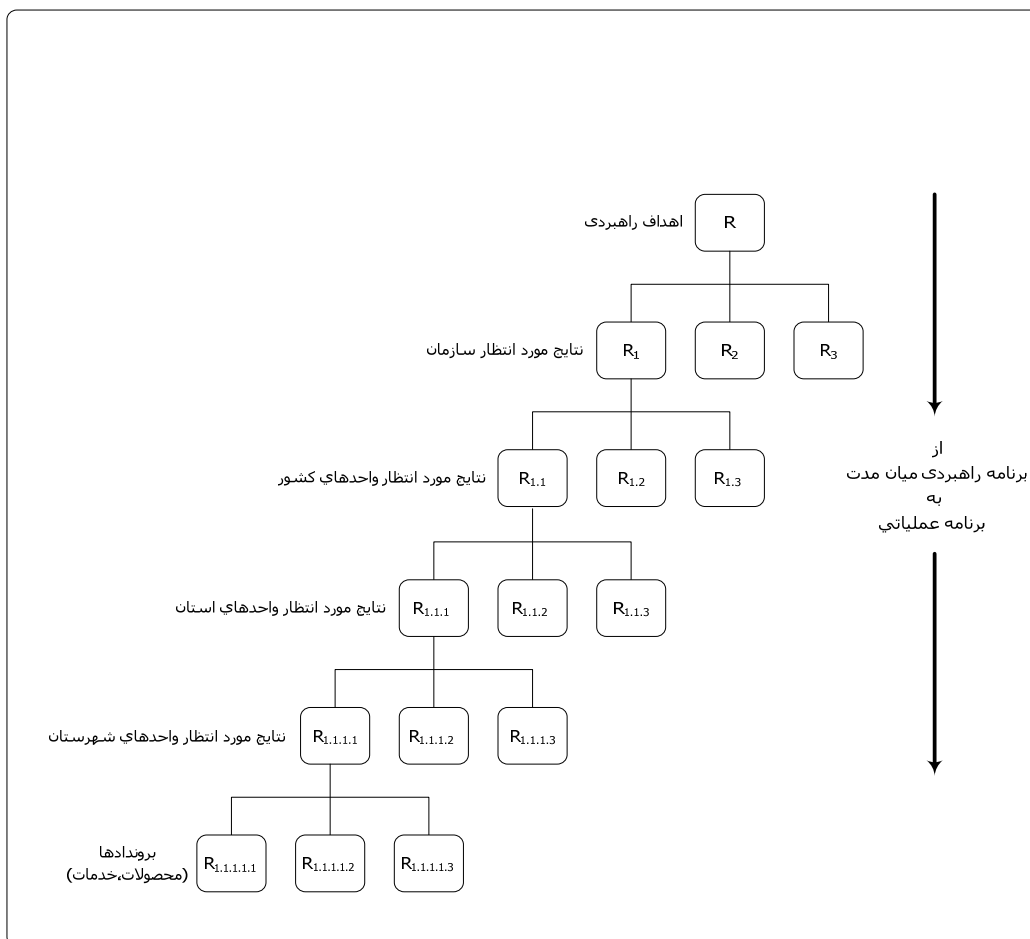 اهداف راهبردی
R
نتايج مورد انتظار سازمان
R1
R2
R3
نتايج مورد انتظار واحدهاي كشور
R1.1
R1.2
R1.3
نتايج مورد انتظار واحدهاي استان
R1.1.1
R1.1.2
R1.1.3
نتايج مورد انتظار واحدهاي شهرستان
R1.1.1.1
R1.1.1.2
R1.1.1.3
بروندادها
(محصولات،خدمات)
R1.1.1.1.1
R1.1.1.1.2
R1.1.1.1.3
از
برنامه راهبردی میان مدت
به
برنامه عملياتي